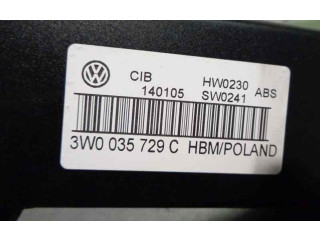 CIB HW0230 ABS
140105 SW0241
3W0 035 729 C HBM/POLAND